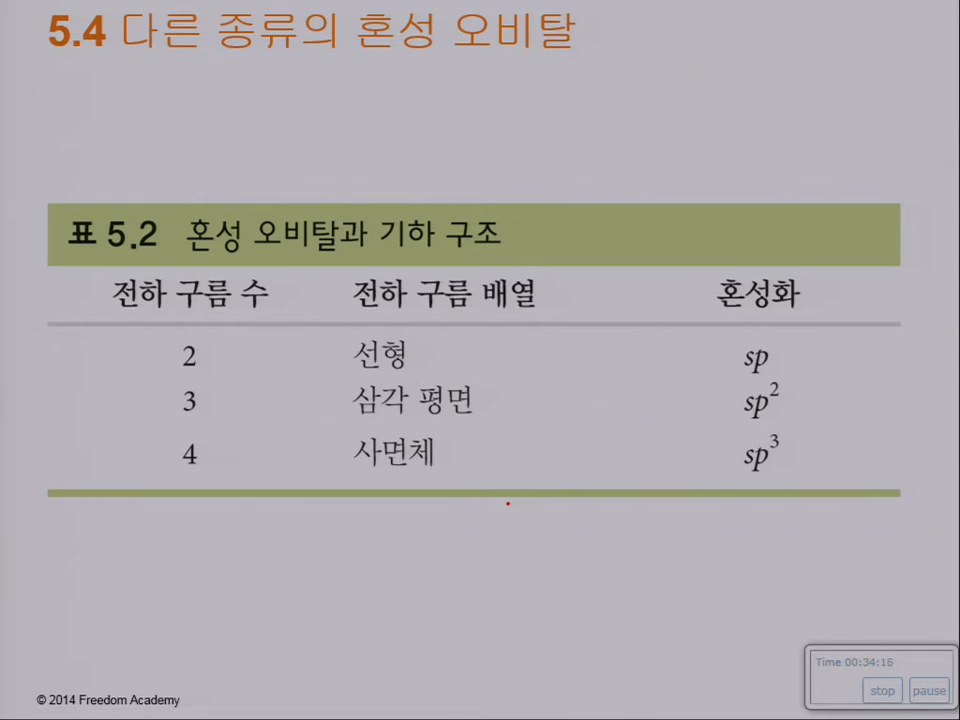 5.4 다른 종류의 혼성 오비탈
표 5.2 혼성 오비탈과 기하 구조
전하 구름 수 전하 구름 배열 혼성화
2 선형 sp
3 삼각 평면 sp²
4 사면체 sp³
Time 00:34:16
stop pause
© 2014 Freedom Academy